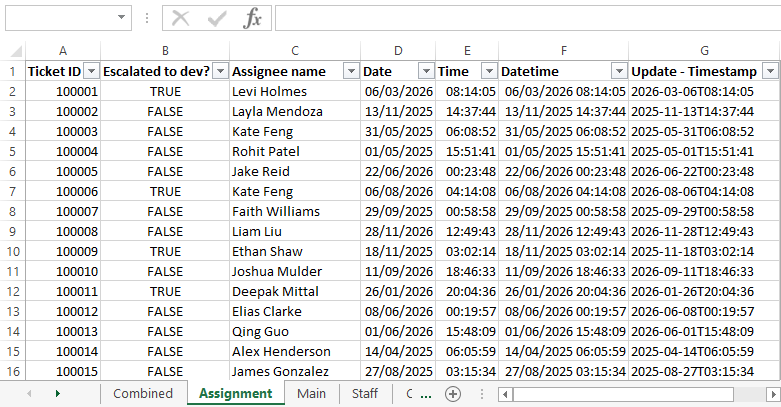 fx
A B C D E F G
1 Ticket ID Escalated to dev? Assignee name Date Time Datetime Update - Timestamp
2 100001 TRUE Levi Holmes 06/03/2026 08:14:05 06/03/2026 08:14:05 2026-03-06T08:14:05
3 100002 FALSE Layla Mendoza 13/11/2025 14:37:44 13/11/2025 14:37:44 2025-11-13T14:37:44
4 100003 FALSE Kate Feng 31/05/2025 06:08:52 31/05/2025 06:08:52 2025-05-31T06:08:52
5 100004 FALSE Rohit Patel 01/05/2025 15:51:41 01/05/2025 15:51:41 2025-05-01T15:51:41
6 100005 FALSE Jake Reid 22/06/2026 00:23:48 22/06/2026 00:23:48 2026-06-22T00:23:48
7 100006 TRUE Kate Feng 06/08/2026 04:14:08 06/08/2026 04:14:08 2026-08-06T04:14:08
8 100007 FALSE Faith Williams 29/09/2025 00:58:58 29/09/2025 00:58:58 2025-09-29T00:58:58
9 100008 FALSE Liam Liu 28/11/2026 12:49:43 28/11/2026 12:49:43 2026-11-28T12:49:43
10 100009 TRUE Ethan Shaw 18/11/2025 03:02:14 18/11/2025 03:02:14 2025-11-18T03:02:14
11 100010 FALSE Joshua Mulder 11/09/2026 18:46:33 11/09/2026 18:46:33 2026-09-11T18:46:33
12 100011 TRUE Deepak Mittal 26/01/2026 20:04:36 26/01/2026 20:04:36 2026-01-26T20:04:36
13 100012 FALSE Elias Clarke 08/06/2026 00:19:57 08/06/2026 00:19:57 2026-06-08T00:19:57
14 100013 FALSE Qing Guo 01/06/2026 15:48:09 01/06/2026 15:48:09 2026-06-01T15:48:09
15 100014 FALSE Alex Henderson 14/04/2025 06:05:59 14/04/2025 06:05:59 2025-04-14T06:05:59
16 100015 FALSE James Gonzalez 27/08/2025 03:15:34 27/08/2025 03:15:34 2025-08-27T03:15:34
Combined Assignment Main Staff C ...